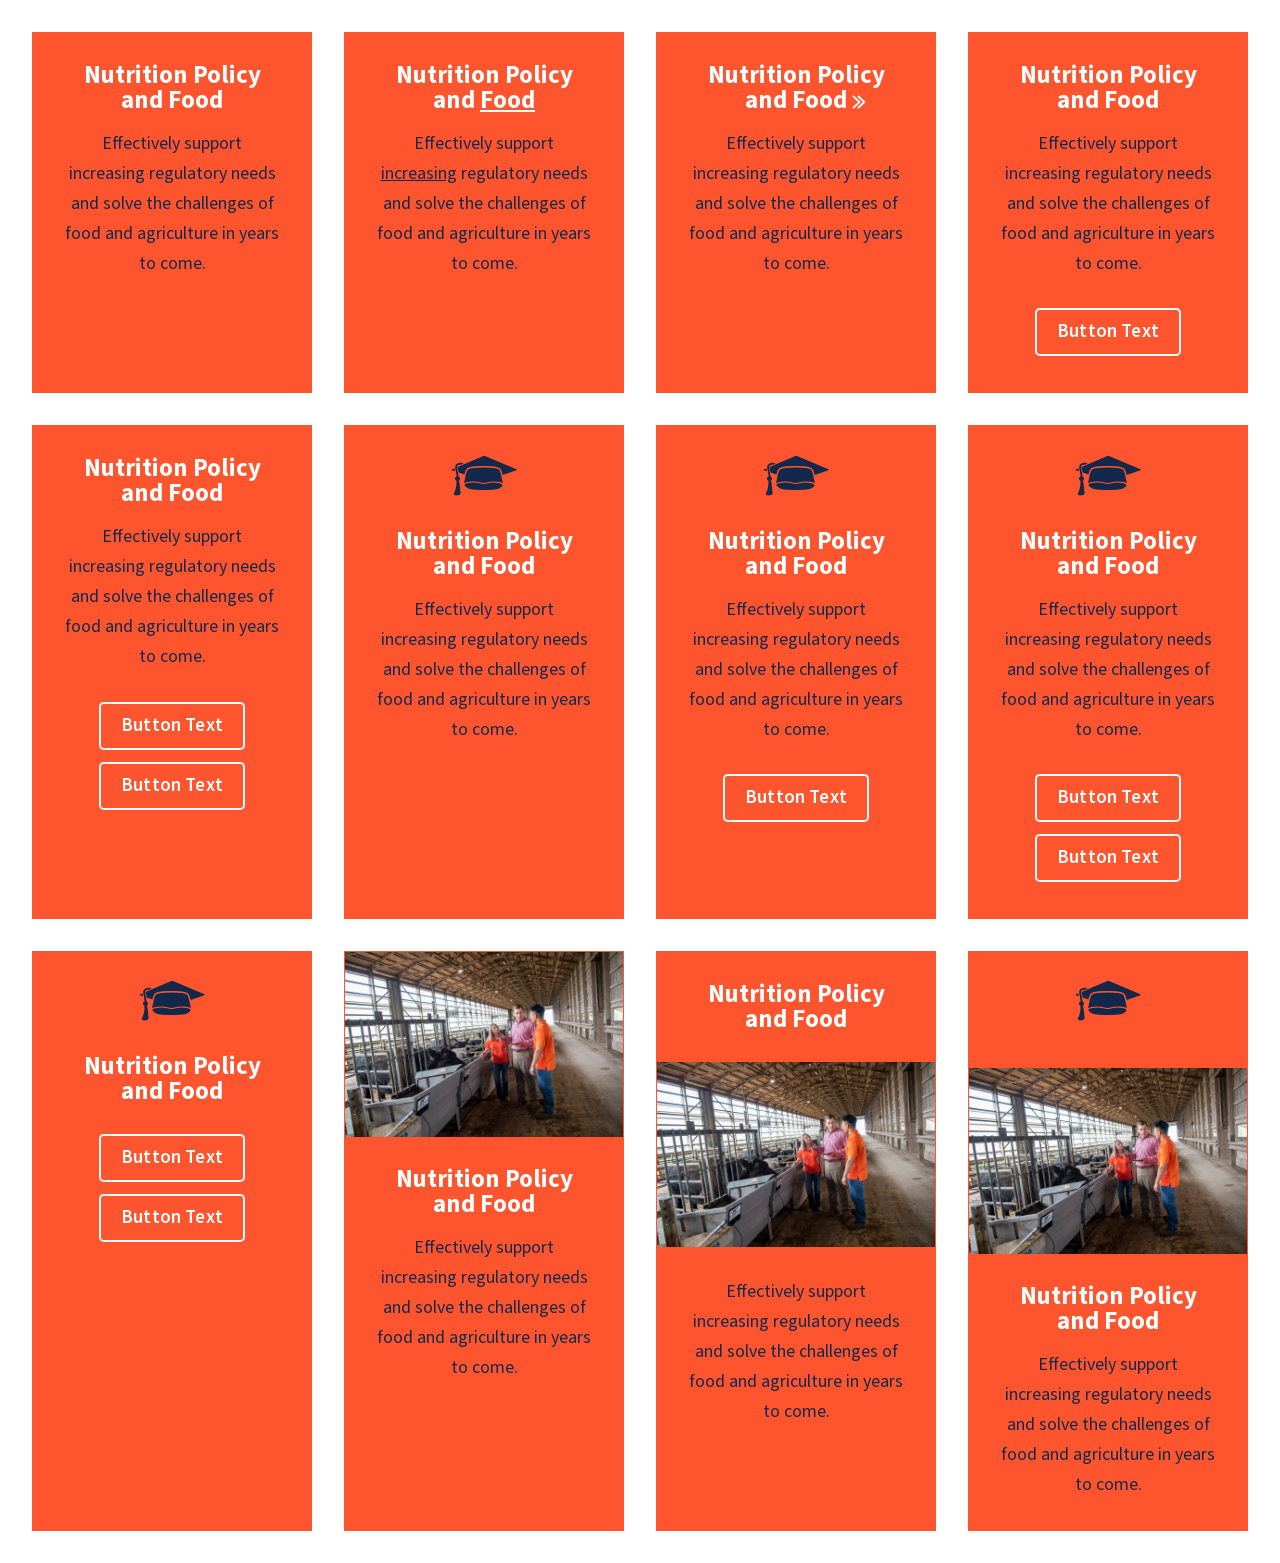 Nutrition Policy
and Food
Effectively support
increasing regulatory needs
and solve the challenges of
food and agriculture in years
to come.
Nutrition Policy
and Food
Effectively support
increasing regulatory needs
and solve the challenges of
food and agriculture in years
to come.
Nutrition Policy
and Food »
Effectively support
increasing regulatory needs
and solve the challenges of
food and agriculture in years
to come.
Nutrition Policy
and Food
Effectively support
increasing regulatory needs
and solve the challenges of
food and agriculture in years
to come.
Button Text
Nutrition Policy
and Food
Effectively support
increasing regulatory needs
and solve the challenges of
food and agriculture in years
to come.
Button Text
Button Text
Nutrition Policy
and Food
Effectively support
increasing regulatory needs
and solve the challenges of
food and agriculture in years
to come.
Nutrition Policy
and Food
Effectively support
increasing regulatory needs
and solve the challenges of
food and agriculture in years
to come.
Button Text
Nutrition Policy
and Food
Effectively support
increasing regulatory needs
and solve the challenges of
food and agriculture in years
to come.
Button Text
Button Text
Nutrition Policy
and Food
Button Text
Button Text
Nutrition Policy
and Food
Effectively support
increasing regulatory needs
and solve the challenges of
food and agriculture in years
to come.
Nutrition Policy
and Food
Effectively support
increasing regulatory needs
and solve the challenges of
food and agriculture in years
to come.
Nutrition Policy
and Food
Effectively support
increasing regulatory needs
and solve the challenges of
food and agriculture in years
to come.